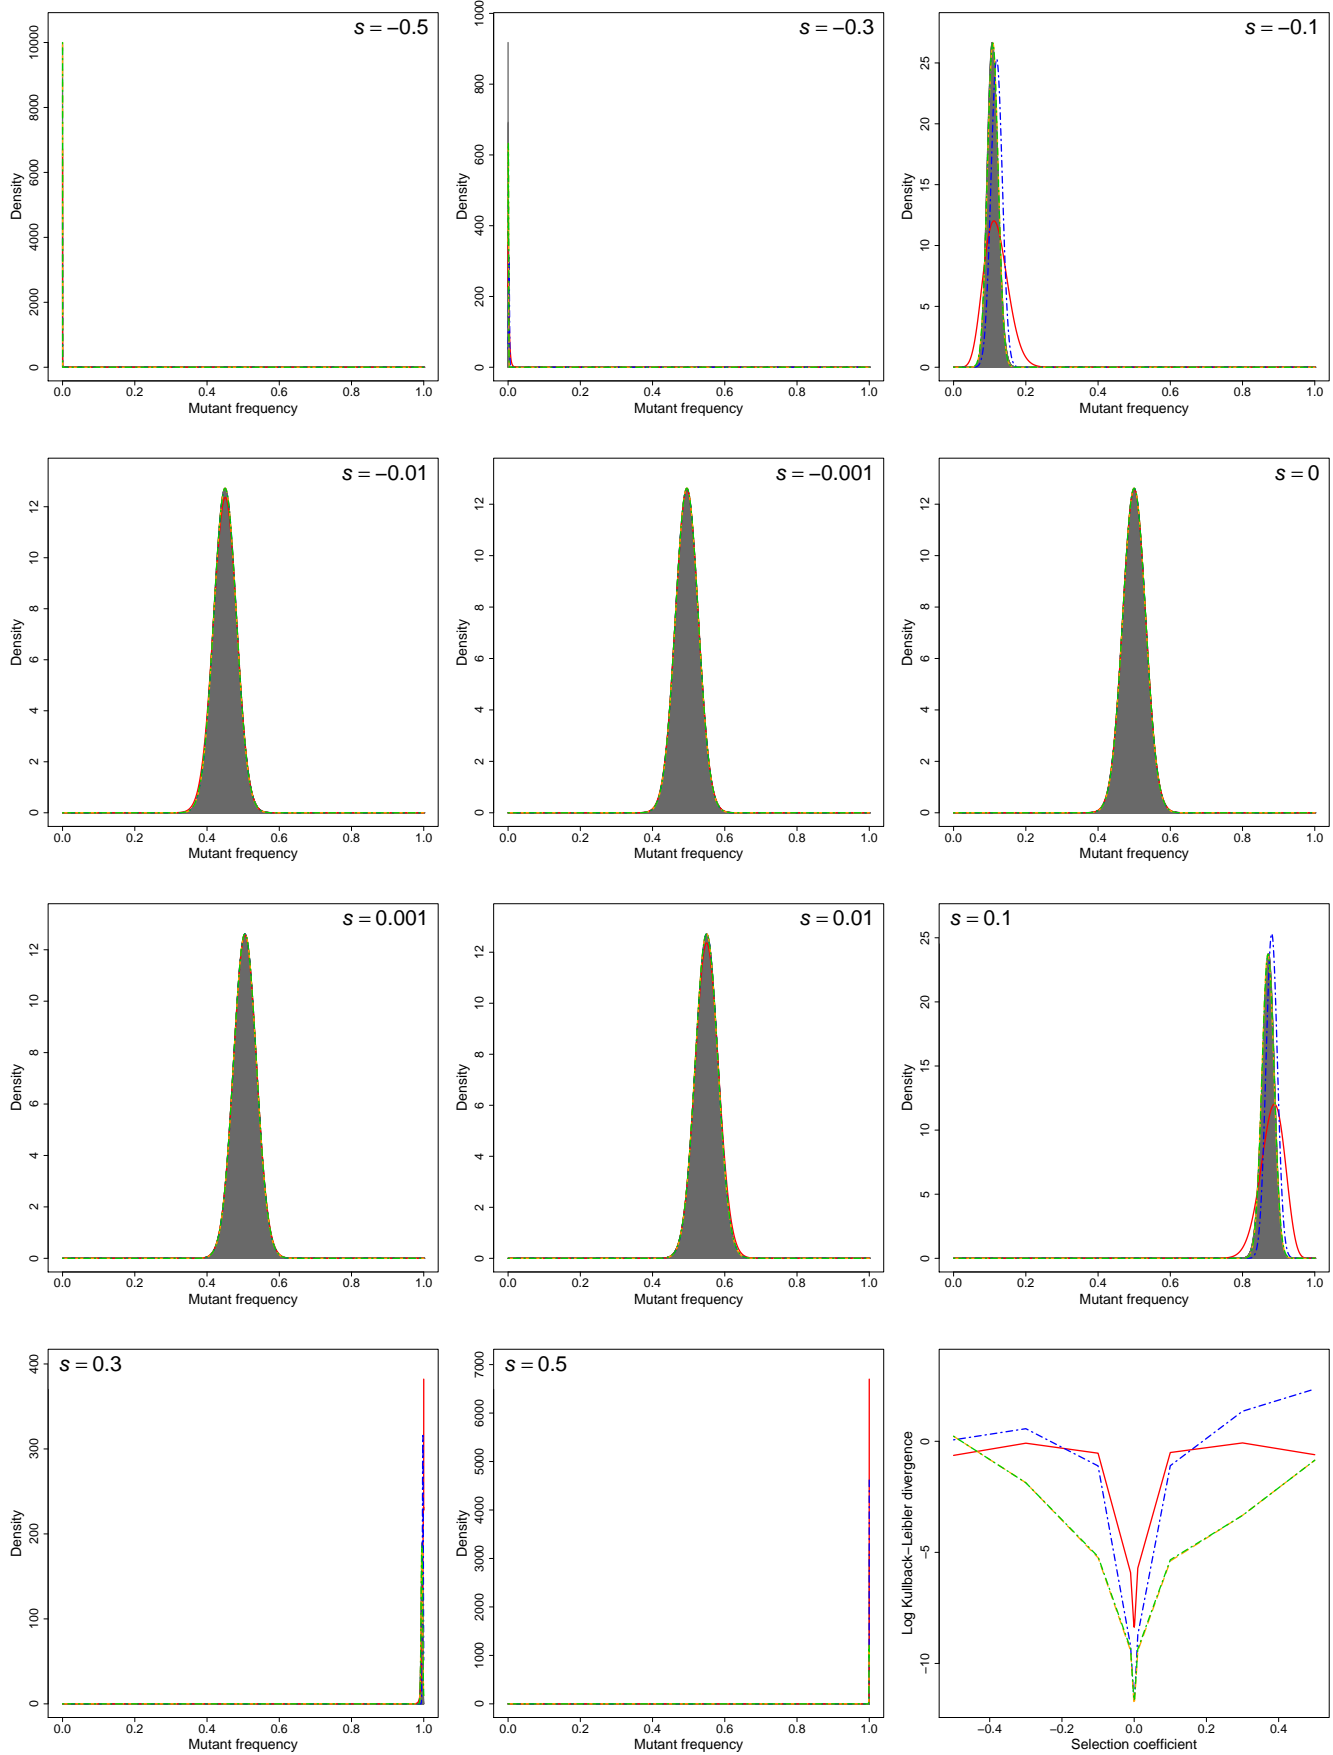 s = −0.5
Density
0 2000 4000 6000 8000 10000
0.0 0.2 0.4 0.6 0.8 1.0
Mutant frequency
s = −0.3
Density
0 200 400 600 800 1000
0.0 0.2 0.4 0.6 0.8 1.0
Mutant frequency
s = −0.1
Density
0 5 10 15 20 25
0.0 0.2 0.4 0.6 0.8 1.0
Mutant frequency
s = −0.01
Density
0 2 4 6 8 10 12
0.0 0.2 0.4 0.6 0.8 1.0
Mutant frequency
s = −0.001
Density
0 2 4 6 8 10 12
0.0 0.2 0.4 0.6 0.8 1.0
Mutant frequency
s = 0
Density
0 2 4 6 8 10 12
0.0 0.2 0.4 0.6 0.8 1.0
Mutant frequency
s = 0.001
Density
0 2 4 6 8 10 12
0.0 0.2 0.4 0.6 0.8 1.0
Mutant frequency
s = 0.01
Density
0 2 4 6 8 10 12
0.0 0.2 0.4 0.6 0.8 1.0
Mutant frequency
s = 0.1
Density
0 5 10 15 20 25
0.0 0.2 0.4 0.6 0.8 1.0
Mutant frequency
s = 0.3
Density
0 100 200 300 400
0.0 0.2 0.4 0.6 0.8 1.0
Mutant frequency
s = 0.5
Density
0 1000 2000 3000 4000 5000 6000 7000
0.0 0.2 0.4 0.6 0.8 1.0
Mutant frequency
Log Kullback−Leibler divergence
−10 −5 0
−0.4 −0.2 0.0 0.2 0.4
Selection coefficient